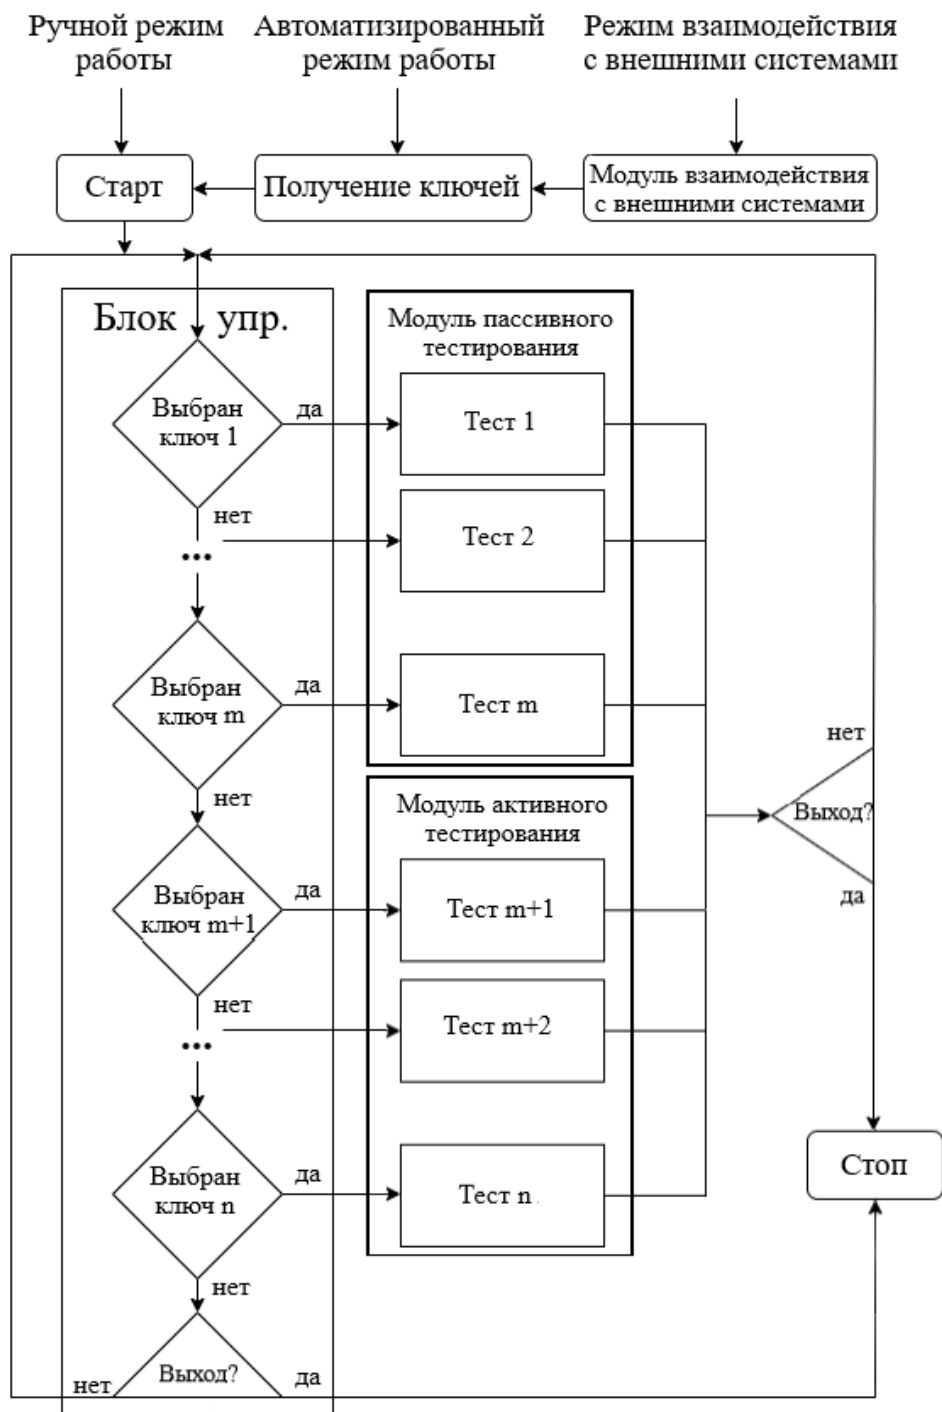 Ручной режим
работы
Автоматизированный
режим работы
Режим взаимодействия
с внешними системами
Старт
Получение ключей
Модуль взаимодействия
с внешними системами
Блок упр.
Модуль пассивного
тестирования
Выбран
ключ 1
да
Тест 1
нет
...
Тест 2
Выбран
ключ m
да
Тест m
нет
нет
Выход?
да
Модуль активного
тестирования
Выбран
ключ m+1
да
Тест m+1
нет
...
Тест m+2
Выбран
ключ n
да
Тест n
Стоп
нет
Выход?
нет
да